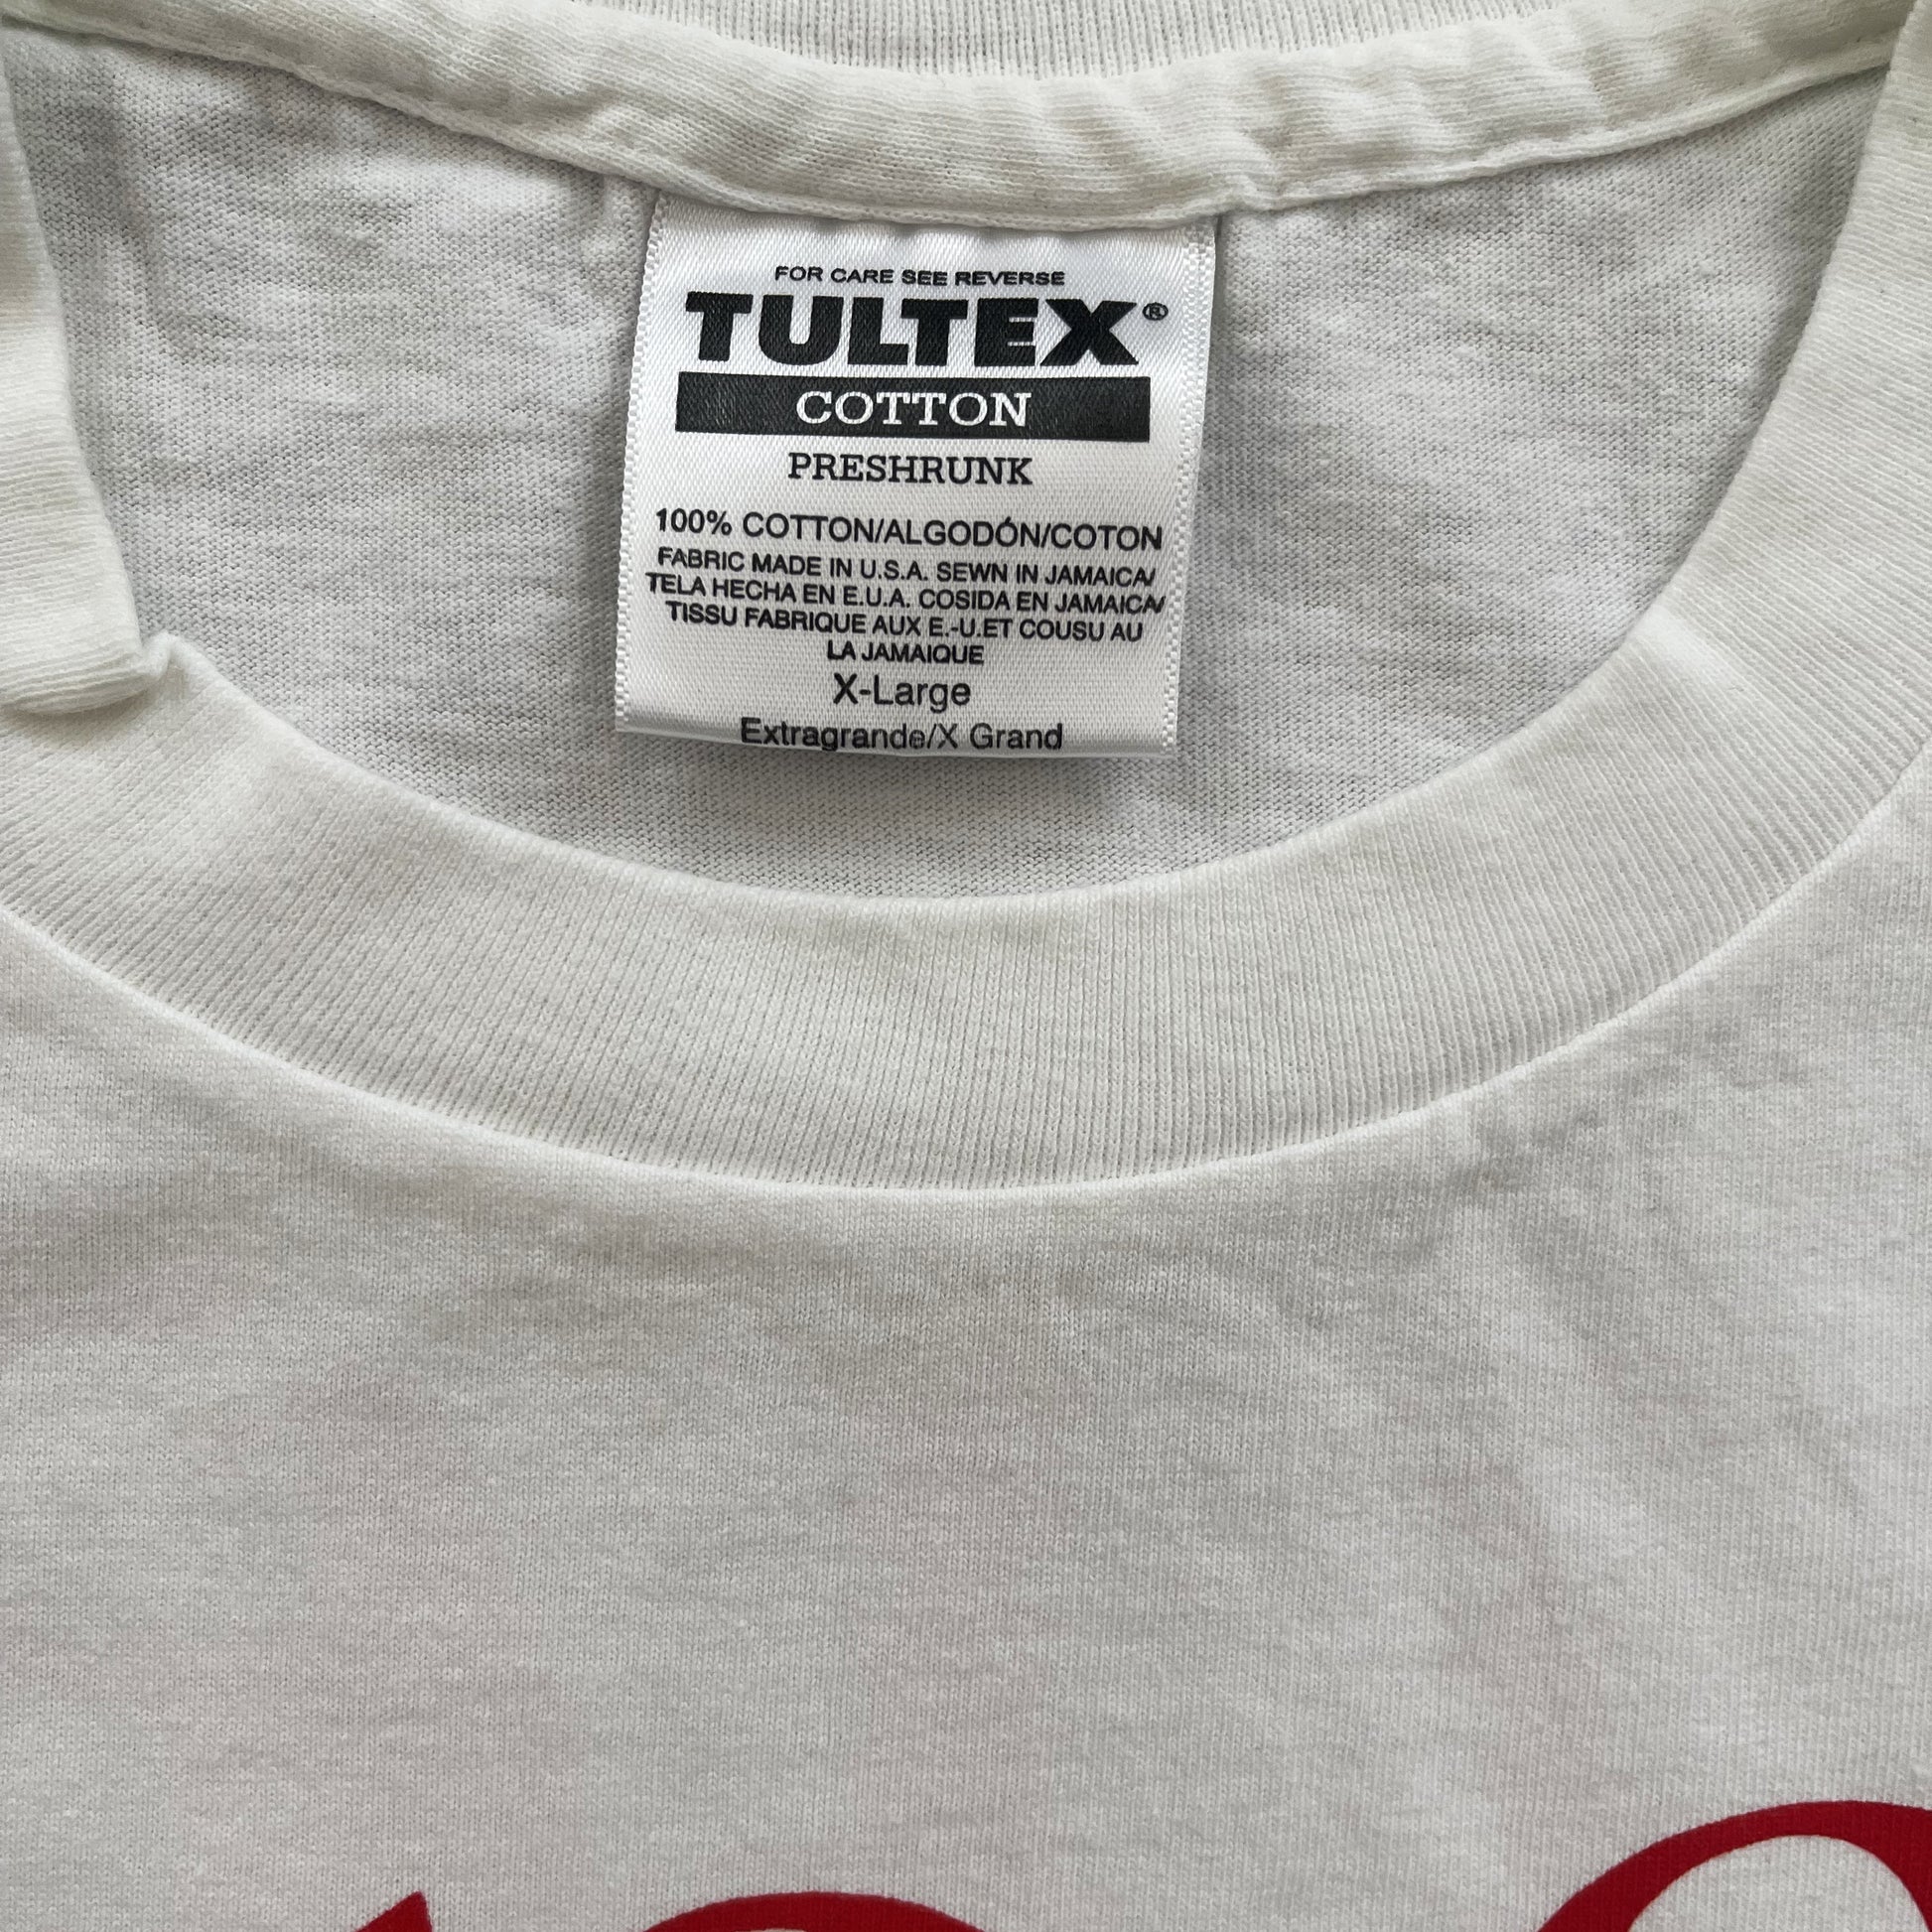 FOR CARE SEE REVERSE
TULTEX®
COTTON
PRESHRUNK
100% COTTON/ALGODÓN/COTON
FABRIC MADE IN U.S.A. SEWN IN JAMAICA/
TELA HECHA EN E.U.A. COSIDA EN JAMAICA/
TISSU FABRIQUE AUX E.-U.ET COUSU AU
LA JAMAIQUE
X-Large
Extragrande/X Grand